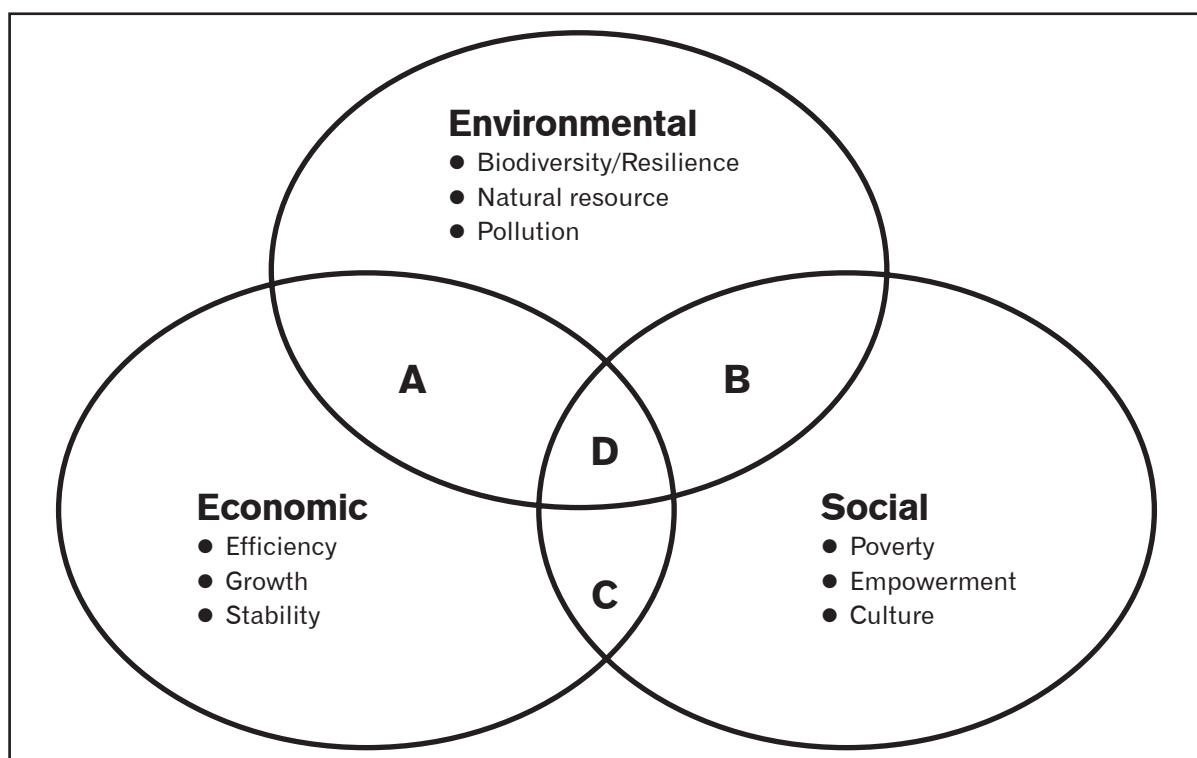 Environmental
● Biodiversity/Resilience
● Natural resource
● Pollution
A
B
D
Economic
● Efficiency
● Growth
● Stability
Social
● Poverty
● Empowerment
● Culture
C